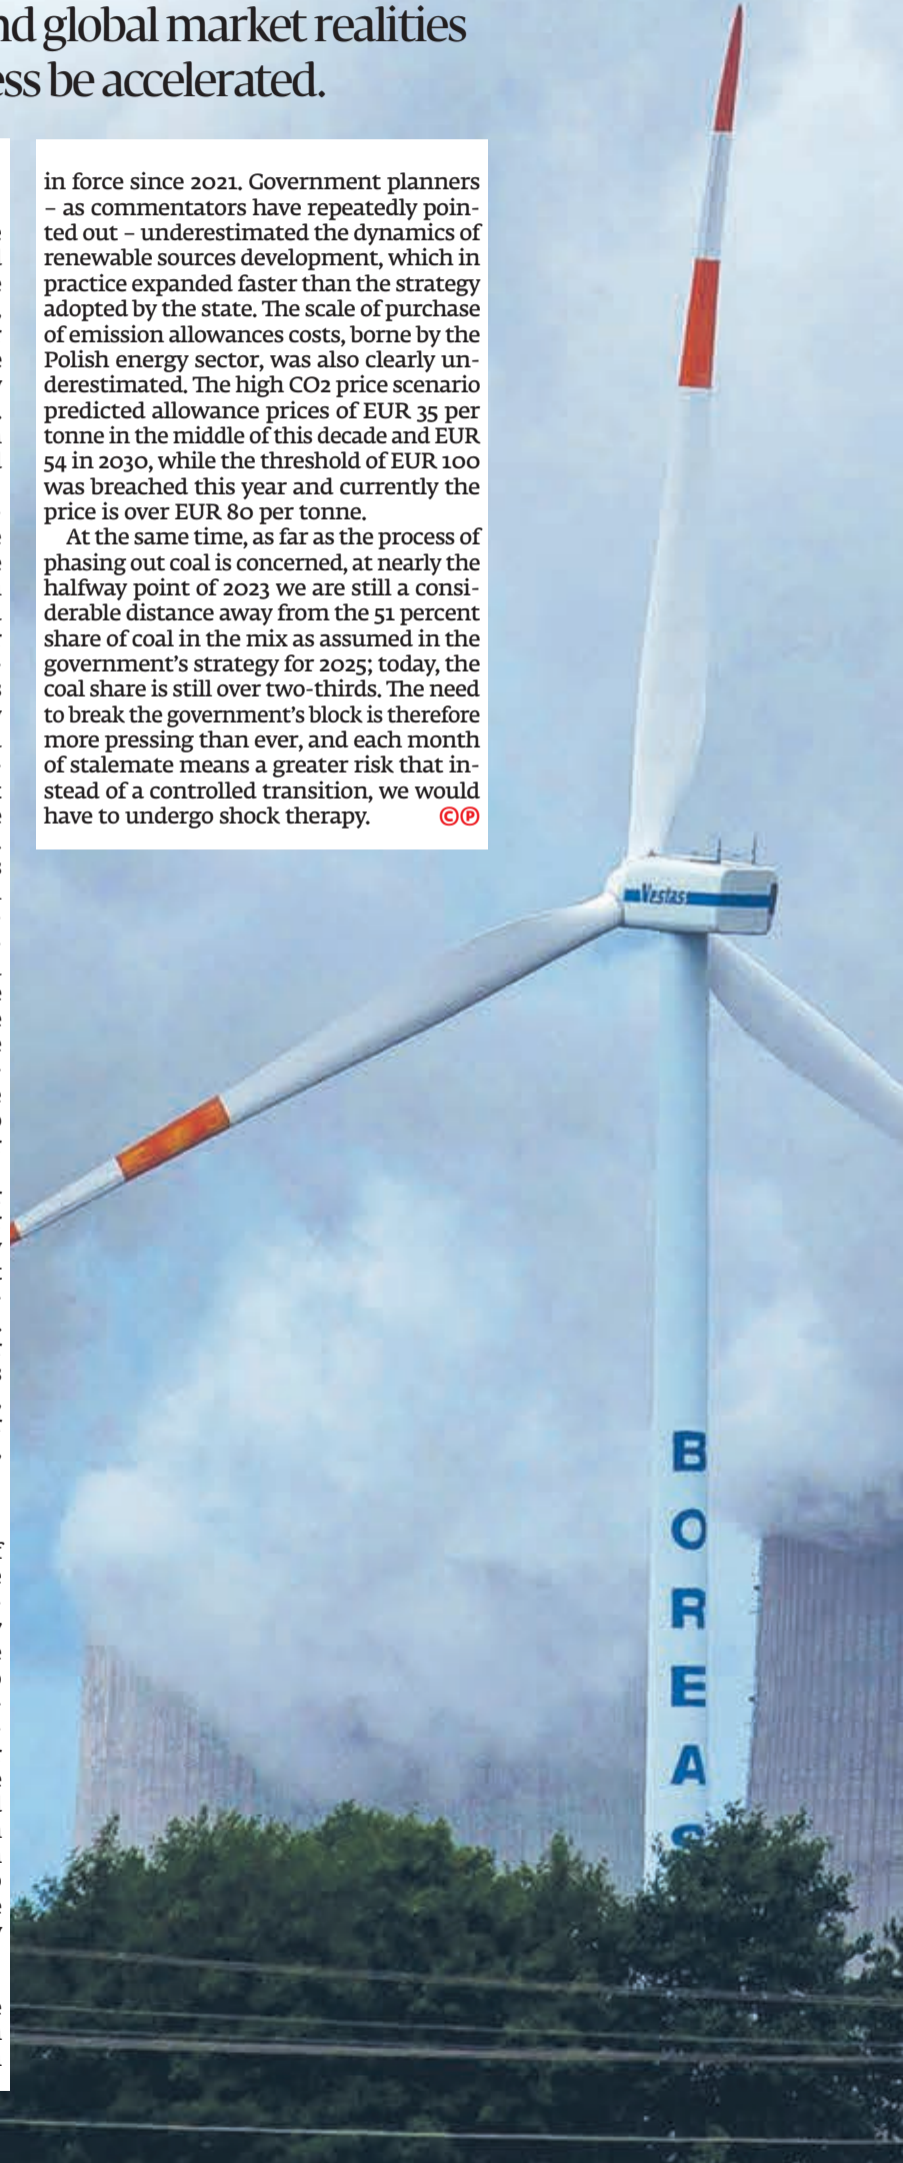 nd global market realities
ess be accelerated.
in force since 2021. Government planners
– as commentators have repeatedly poin-
ted out – underestimated the dynamics of
renewable sources development, which in
practice expanded faster than the strategy
adopted by the state. The scale of purchase
of emission allowances costs, borne by the
Polish energy sector, was also clearly un-
derestimated. The high CO2 price scenario
predicted allowance prices of EUR 35 per
tonne in the middle of this decade and EUR
54 in 2030, while the threshold of EUR 100
was breached this year and currently the
price is over EUR 80 per tonne.
At the same time, as far as the process of
phasing out coal is concerned, at nearly the
halfway point of 2023 we are still a consi-
derable distance away from the 51 percent
share of coal in the mix as assumed in the
government's strategy for 2025; today, the
coal share is still over two-thirds. The need
to break the government's block is therefore
more pressing than ever, and each month
of stalemate means a greater risk that in-
stead of a controlled transition, we would
have to undergo shock therapy. ©℗
Vestas
B
O
R
E
A
S